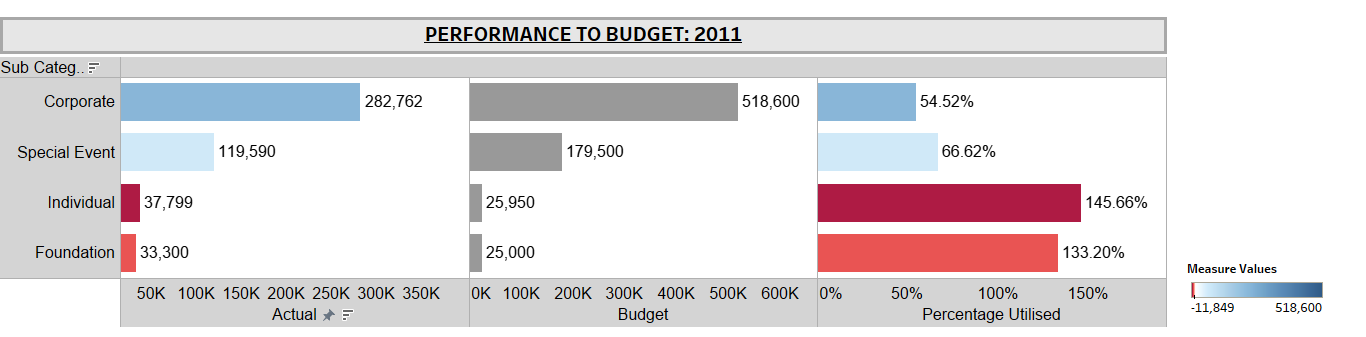 PERFORMANCE TO BUDGET: 2011
Sub Categ..
Corporate 282,762 518,600 54.52%
Special Event 119,590 179,500 66.62%
Individual 37,799 25,950 145.66%
Foundation 33,300 25,000 133.20%
50K 100K 150K 200K 250K 300K 350K 0K 100K 200K 300K 400K 500K 600K 0% 50% 100% 150%
Actual Budget Percentage Utilised
Measure Values
-11,849 518,600